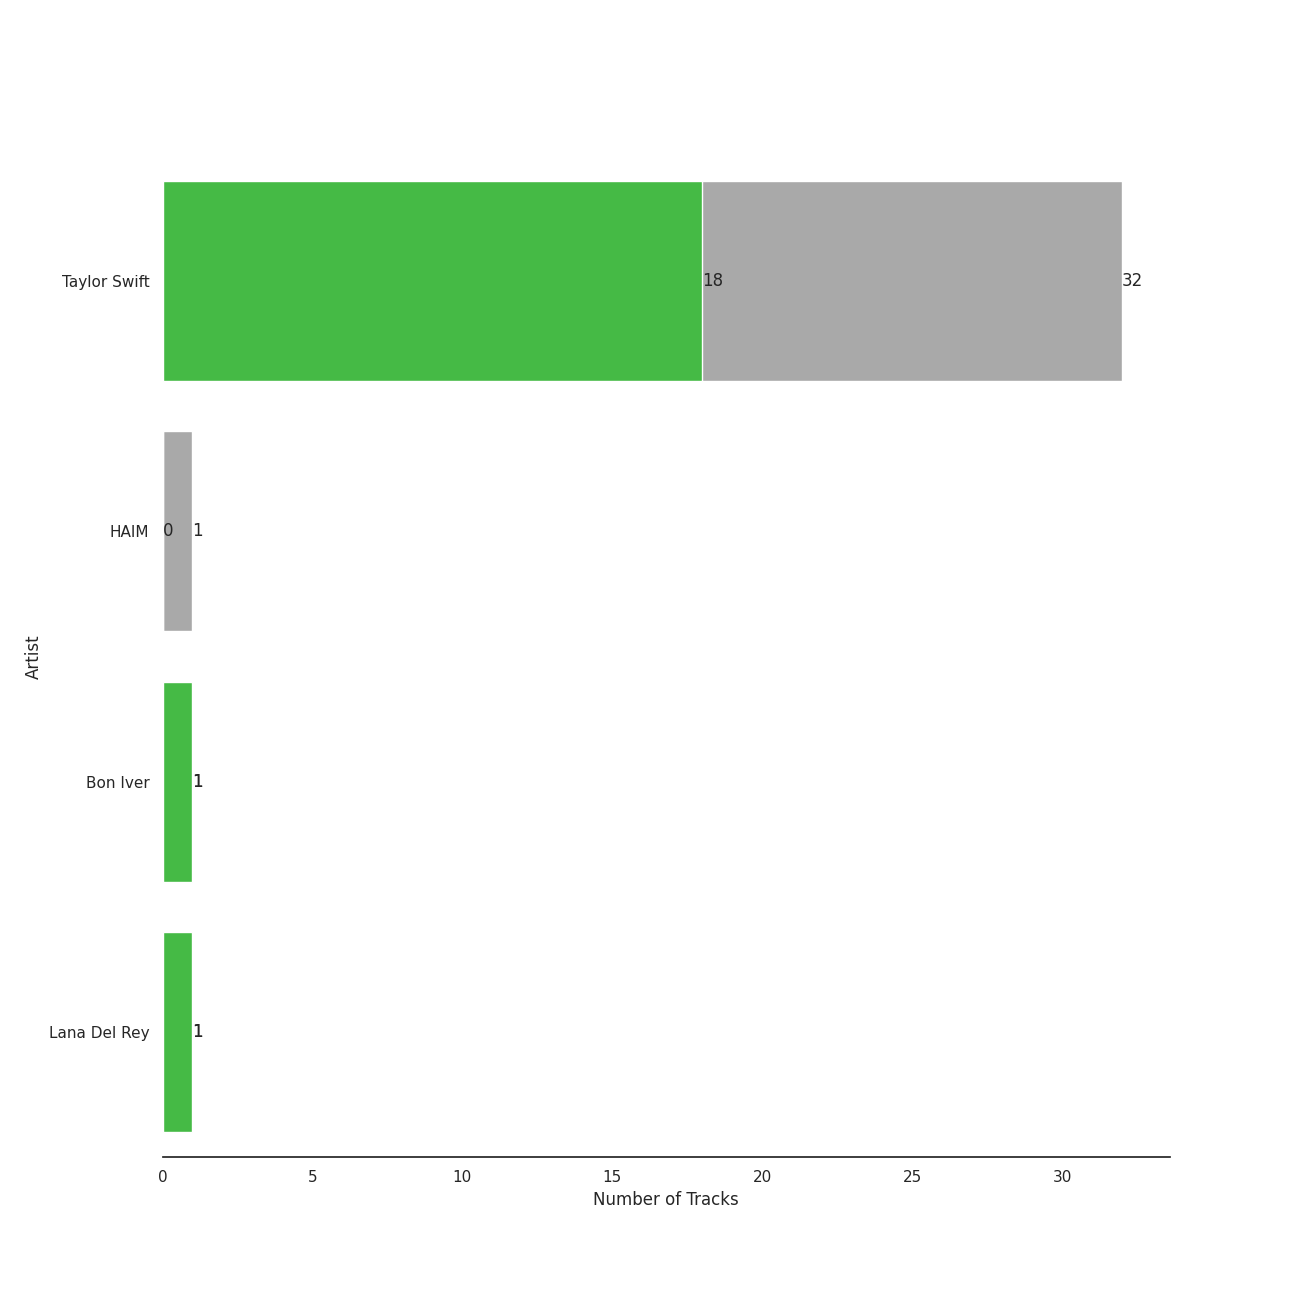 Taylor Swift 18 32
HAIM 0 1
Artist
Bon Iver 1
Lana Del Rey 1
0 5 10 15 20 25 30
Number of Tracks